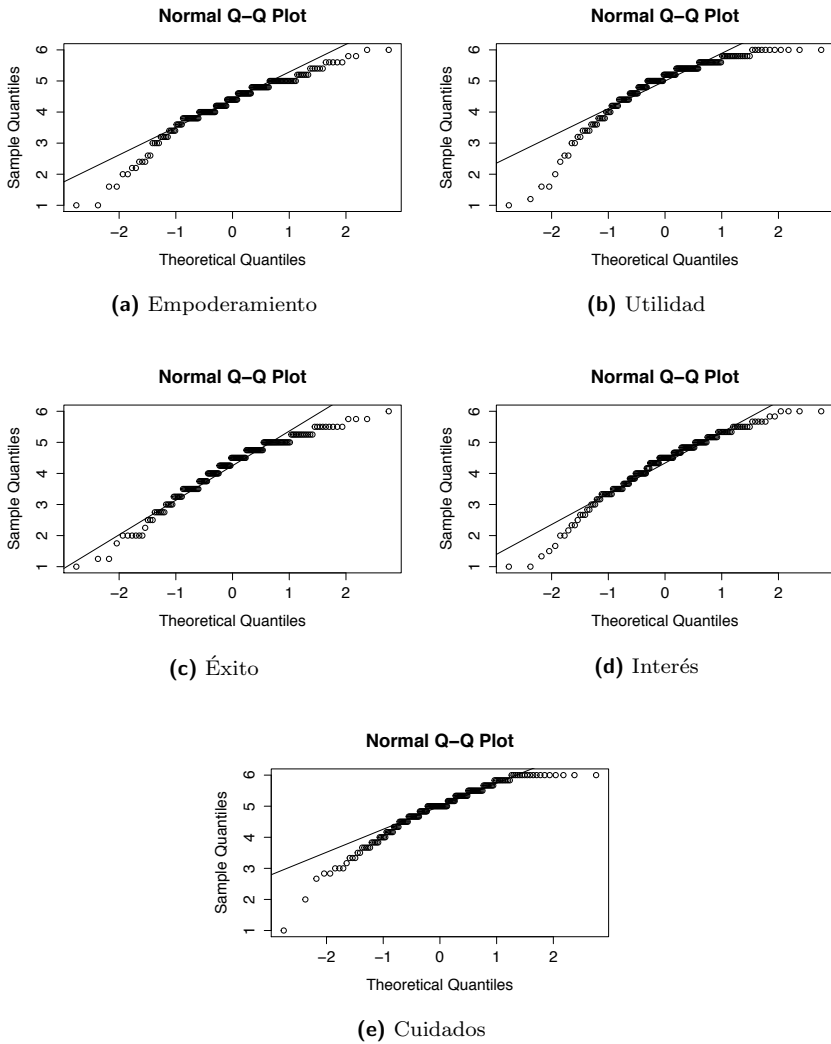 Normal Q−Q Plot
Sample Quantiles
1 2 3 4 5 6
−2 −1 0 1 2
Theoretical Quantiles
(a) Empoderamiento
Normal Q−Q Plot
Sample Quantiles
1 2 3 4 5 6
−2 −1 0 1 2
Theoretical Quantiles
(b) Utilidad
Normal Q−Q Plot
Sample Quantiles
1 2 3 4 5 6
−2 −1 0 1 2
Theoretical Quantiles
(c) Éxito
Normal Q−Q Plot
Sample Quantiles
1 2 3 4 5 6
−2 −1 0 1 2
Theoretical Quantiles
(d) Interés
Normal Q−Q Plot
Sample Quantiles
1 2 3 4 5 6
−2 −1 0 1 2
Theoretical Quantiles
(e) Cuidados